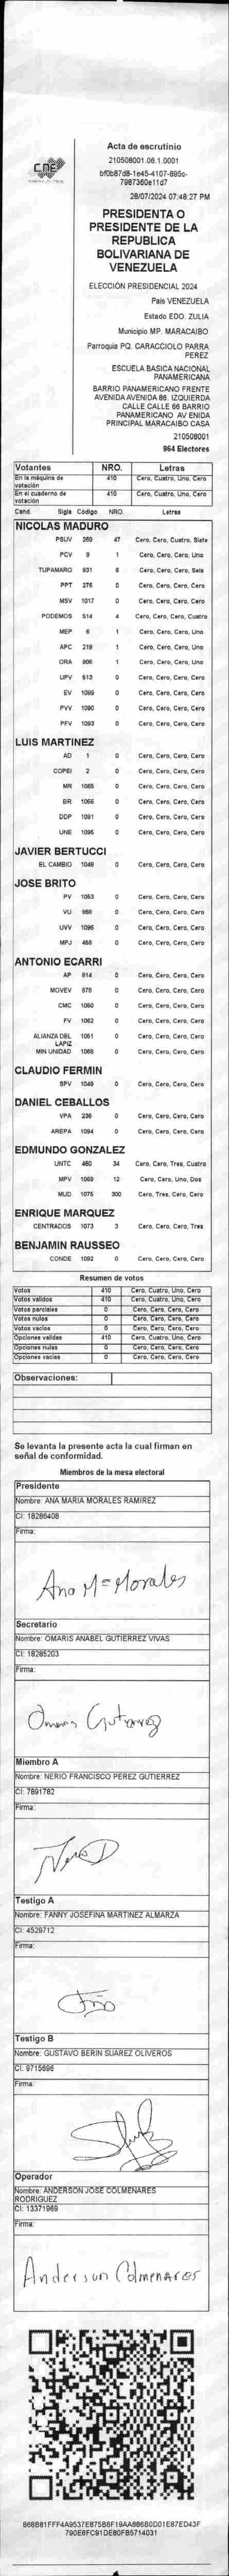 CNE
Acta de escrutinio
210508001.06.1.0001
bf0b87d8-1e45-4107-895c-
7987360e11d7
28/07/2024 07:48:27 PM
PRESIDENTA O
PRESIDENTE DE LA
REPUBLICA
BOLIVARIANA DE
VENEZUELA
ELECCIÓN PRESIDENCIAL 2024
Pais VENEZUELA
Estado EDO. ZULIA
Municipio MP. MARACAIBO
Parroquia PQ. CARACCIOLO PARRA
PEREZ
ESCUELA BASICA NACIONAL
PANAMERICANA
BARRIO PANAMERICANO FRENTE
AVENIDA AVENIDA 86. IZQUIERDA
CALLE CALLE 66 BARRIO
PANAMERICANO AV ENIDA
PRINCIPAL MARACAIBO CASA
210508001
964 Electores
Votantes NRO. Letras
En la máquina de votación 410 Cero, Cuatro, Uno, Cero
En el cuaderno de votación 410 Cero, Cuatro, Uno, Cero
Cand. Sigla Código NRO. Letras
NICOLAS MADURO
PSUV 269 47 Cero, Cero, Cuatro, Siete
PCV 9 1 Cero, Cero, Cero, Uno
TUPAMARO 931 6 Cero, Cero, Cero, Seis
PPT 276 0 Cero, Cero, Cero, Cero
MSV 1017 0 Cero, Cero, Cero, Cero
PODEMOS 514 4 Cero, Cero, Cero, Cuatro
MEP 6 1 Cero, Cero, Cero, Uno
APC 219 1 Cero, Cero, Cero, Uno
ORA 906 1 Cero, Cero, Cero, Uno
UPV 513 0 Cero, Cero, Cero, Cero
EV 1089 0 Cero, Cero, Cero, Cero
PVV 1090 0 Cero, Cero, Cero, Cero
PFV 1093 0 Cero, Cero, Cero, Cero
LUIS MARTINEZ
AD 1 0 Cero, Cero, Cero, Cero
COPEI 2 0 Cero, Cero, Cero, Cero
MR 1065 0 Cero, Cero, Cero, Cero
BR 1066 0 Cero, Cero, Cero, Cero
DDP 1091 0 Cero, Cero, Cero, Cero
UNE 1095 0 Cero, Cero, Cero, Cero
JAVIER BERTUCCI
EL CAMBIO 1048 0 Cero, Cero, Cero, Cero
JOSE BRITO
PV 1053 0 Cero, Cero, Cero, Cero
VU 868 0 Cero, Cero, Cero, Cero
UVV 1096 0 Cero, Cero, Cero, Cero
MPJ 458 0 Cero, Cero, Cero, Cero
ANTONIO ECARRI
AP 814 0 Cero, Cero, Cero, Cero
MOVEV 878 0 Cero, Cero, Cero, Cero
CMC 1050 0 Cero, Cero, Cero, Cero
FV 1052 0 Cero, Cero, Cero, Cero
ALIANZA DEL LAPIZ 1051 0 Cero, Cero, Cero, Cero
MIN UNIDAD 1068 0 Cero, Cero, Cero, Cero
CLAUDIO FERMIN
SPV 1049 0 Cero, Cero, Cero, Cero
DANIEL CEBALLOS
VPA 236 0 Cero, Cero, Cero, Cero
AREPA 1094 0 Cero, Cero, Cero, Cero
EDMUNDO GONZALEZ
UNTC 460 34 Cero, Cero, Tres, Cuatro
MPV 1069 12 Cero, Cero, Uno, Dos
MUD 1075 300 Cero, Tres, Cero, Cero
ENRIQUE MARQUEZ
CENTRADOS 1073 3 Cero, Cero, Cero, Tres
BENJAMIN RAUSSEO
CONDE 1092 0 Cero, Cero, Cero, Cero
Resumen de votos
Votos 410 Cero, Cuatro, Uno, Cero
Votos validos 410 Cero, Cuatro, Uno, Cero
Votos parciales 0 Cero, Cero, Cero, Cero
Votos nulos 0 Cero, Cero, Cero, Cero
Votos vacios 0 Cero, Cero, Cero, Cero
Opciones validas 410 Cero, Cuatro, Uno, Cero
Opciones nulas 0 Cero, Cero, Cero, Cero
Opciones vacias 0 Cero, Cero, Cero, Cero
Observaciones:
Se levanta la presente acta la cual firman en
señal de conformidad.
Miembros de la mesa electoral
Presidente
Nombre: ANA MARIA MORALES RAMIREZ
CI: 18286408
Firma:
Ana Mª Morales
Secretario
Nombre: OMARIS ANABEL GUTIERREZ VIVAS
CI: 18285203
Firma:
Omaris Gutierrez
Miembro A
Nombre: NERIO FRANCISCO PEREZ GUTIERREZ
CI: 7891782
Firma:
Testigo A
Nombre: FANNY JOSEFINA MARTINEZ ALMARZA
CI: 4529712
Firma:
Testigo B
Nombre: GUSTAVO BERIN SUAREZ OLIVEROS
CI: 9715696
Firma:
Operador
Nombre: ANDERSON JOSE COLMENARES
RODRIGUEZ
CI: 13371969
Firma:
Anderson Colmenares
868B81FFF4A9537E875B6F19AA886B0D01E87ED43F
790E6FC91DE80FB5714031